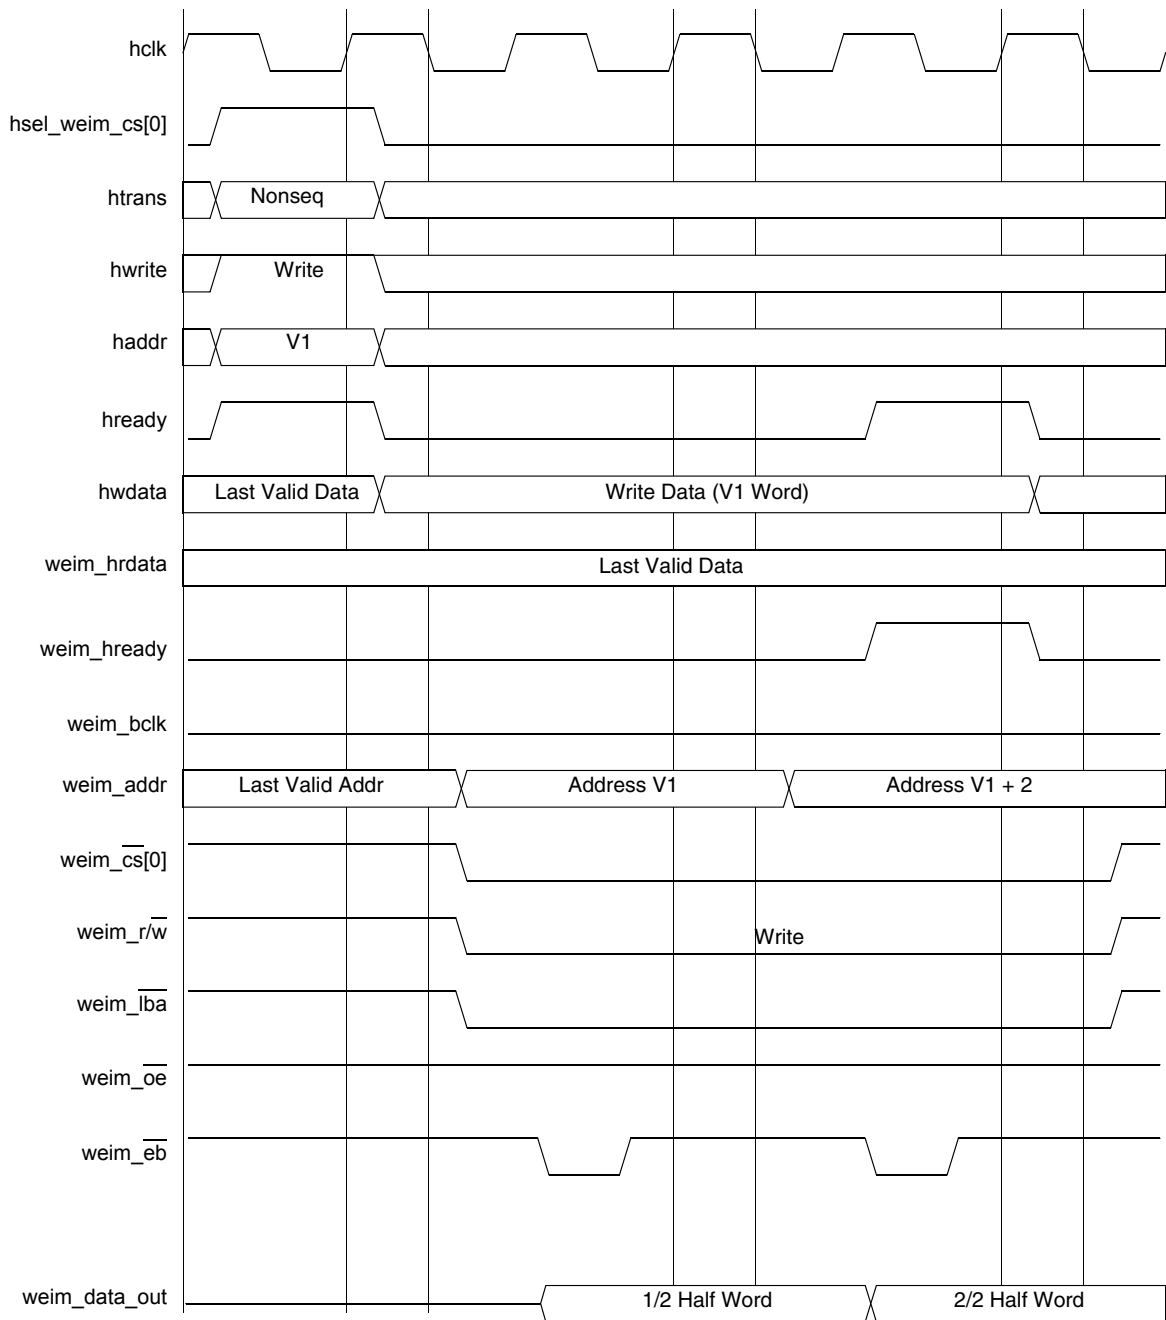 hclk
hsel_weim_cs[0]
htrans Nonseq
hwrite Write
haddr V1
hready
hwdata Last Valid Data Write Data (V1 Word)
weim_hrdata Last Valid Data
weim_hready
weim_bclk
weim_addr Last Valid Addr Address V1 Address V1 + 2
weim_cs[0]
weim_r/w Write
weim_lba
weim_oe
weim_eb
weim_data_out 1/2 Half Word 2/2 Half Word